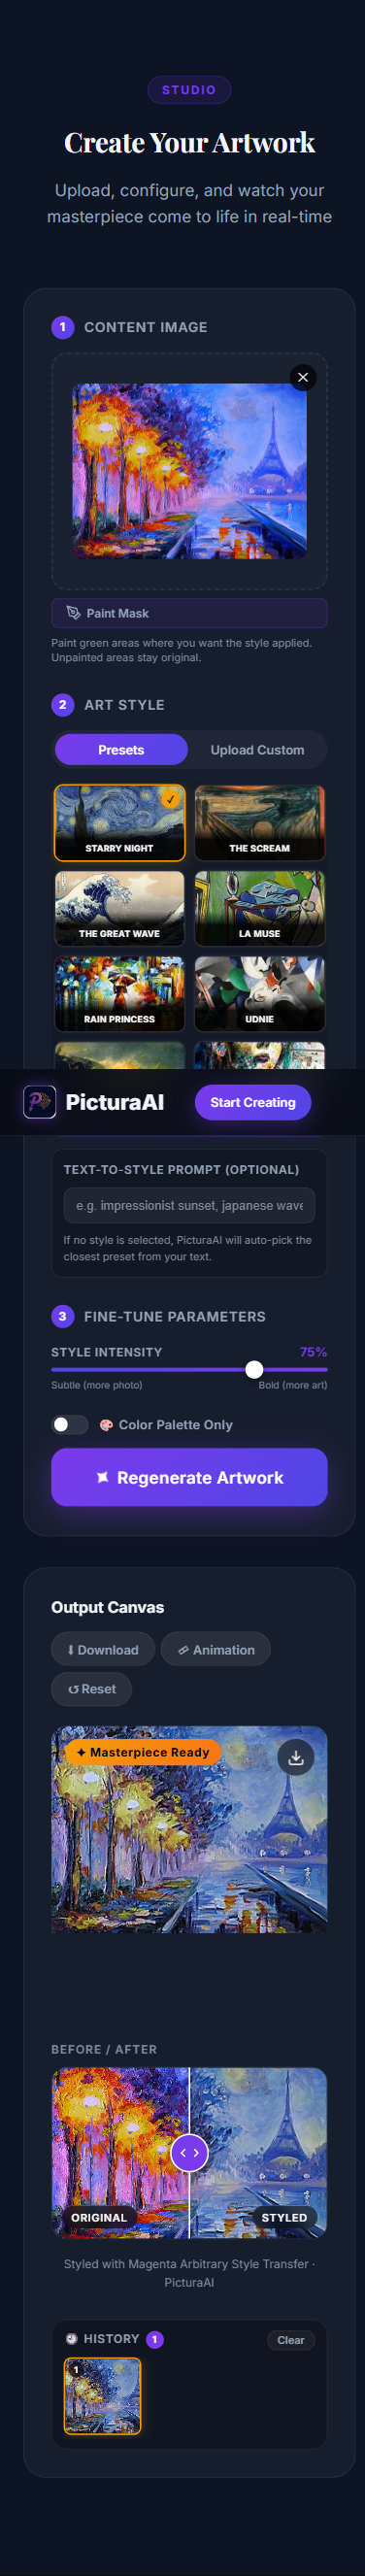 STUDIO
Create Your Artwork
Upload, configure, and watch your
masterpiece come to life in real-time
1 CONTENT IMAGE
Paint Mask
Paint green areas where you want the style applied.
Unpainted areas stay original.
2 ART STYLE
Presets Upload Custom
STARRY NIGHT THE SCREAM
THE GREAT WAVE LA MUSE
RAIN PRINCESS UDNIE
PicturaAI Start Creating
TEXT-TO-STYLE PROMPT (OPTIONAL)
e.g. impressionist sunset, japanese wave
If no style is selected, PicturaAI will auto-pick the
closest preset from your text.
3 FINE-TUNE PARAMETERS
STYLE INTENSITY 75%
Subtle (more photo) Bold (more art)
🎨 Color Palette Only
Regenerate Artwork
Output Canvas
Download Animation
Reset
✦ Masterpiece Ready
BEFORE / AFTER
ORIGINAL STYLED
Styled with Magenta Arbitrary Style Transfer ·
PicturaAI
HISTORY 1 Clear
1